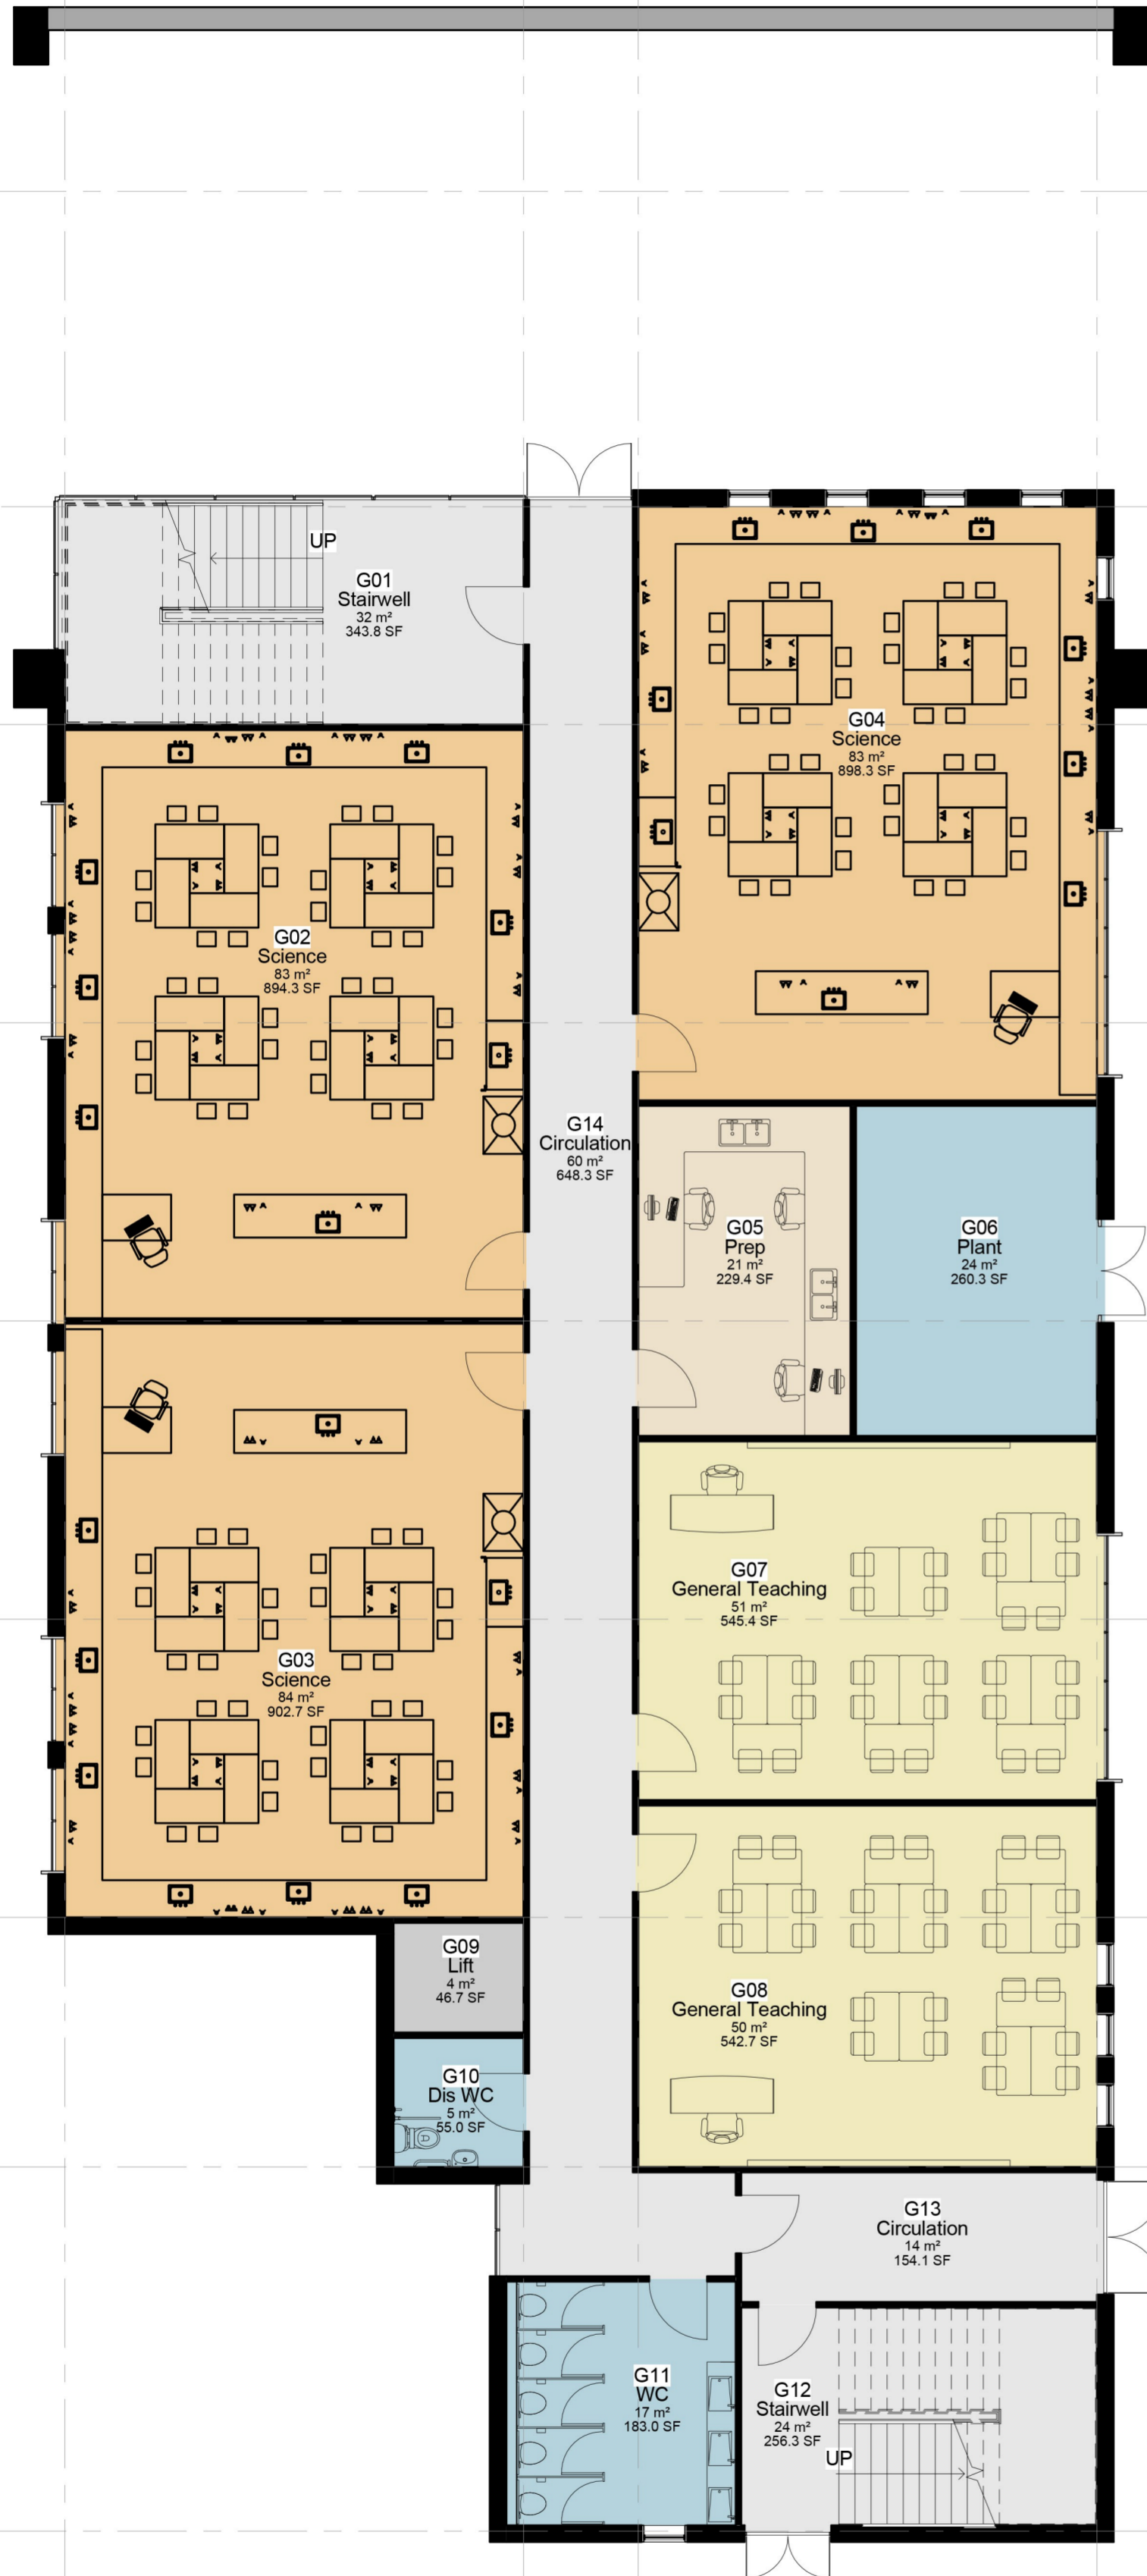 UP
G01
Stairwell
32 m²
343.8 SF
G04
Science
83 m²
898.3 SF
G02
Science
83 m²
894.3 SF
G14
Circulation
60 m²
648.3 SF
G05
Prep
21 m²
229.4 SF
G06
Plant
24 m²
260.3 SF
G07
General Teaching
51 m²
545.4 SF
G03
Science
84 m²
902.7 SF
G09
Lift
4 m²
46.7 SF
G08
General Teaching
50 m²
542.7 SF
G10
Dis WC
5 m²
55.0 SF
G13
Circulation
14 m²
154.1 SF
G11
WC
17 m²
183.0 SF
G12
Stairwell
24 m²
256.3 SF
UP